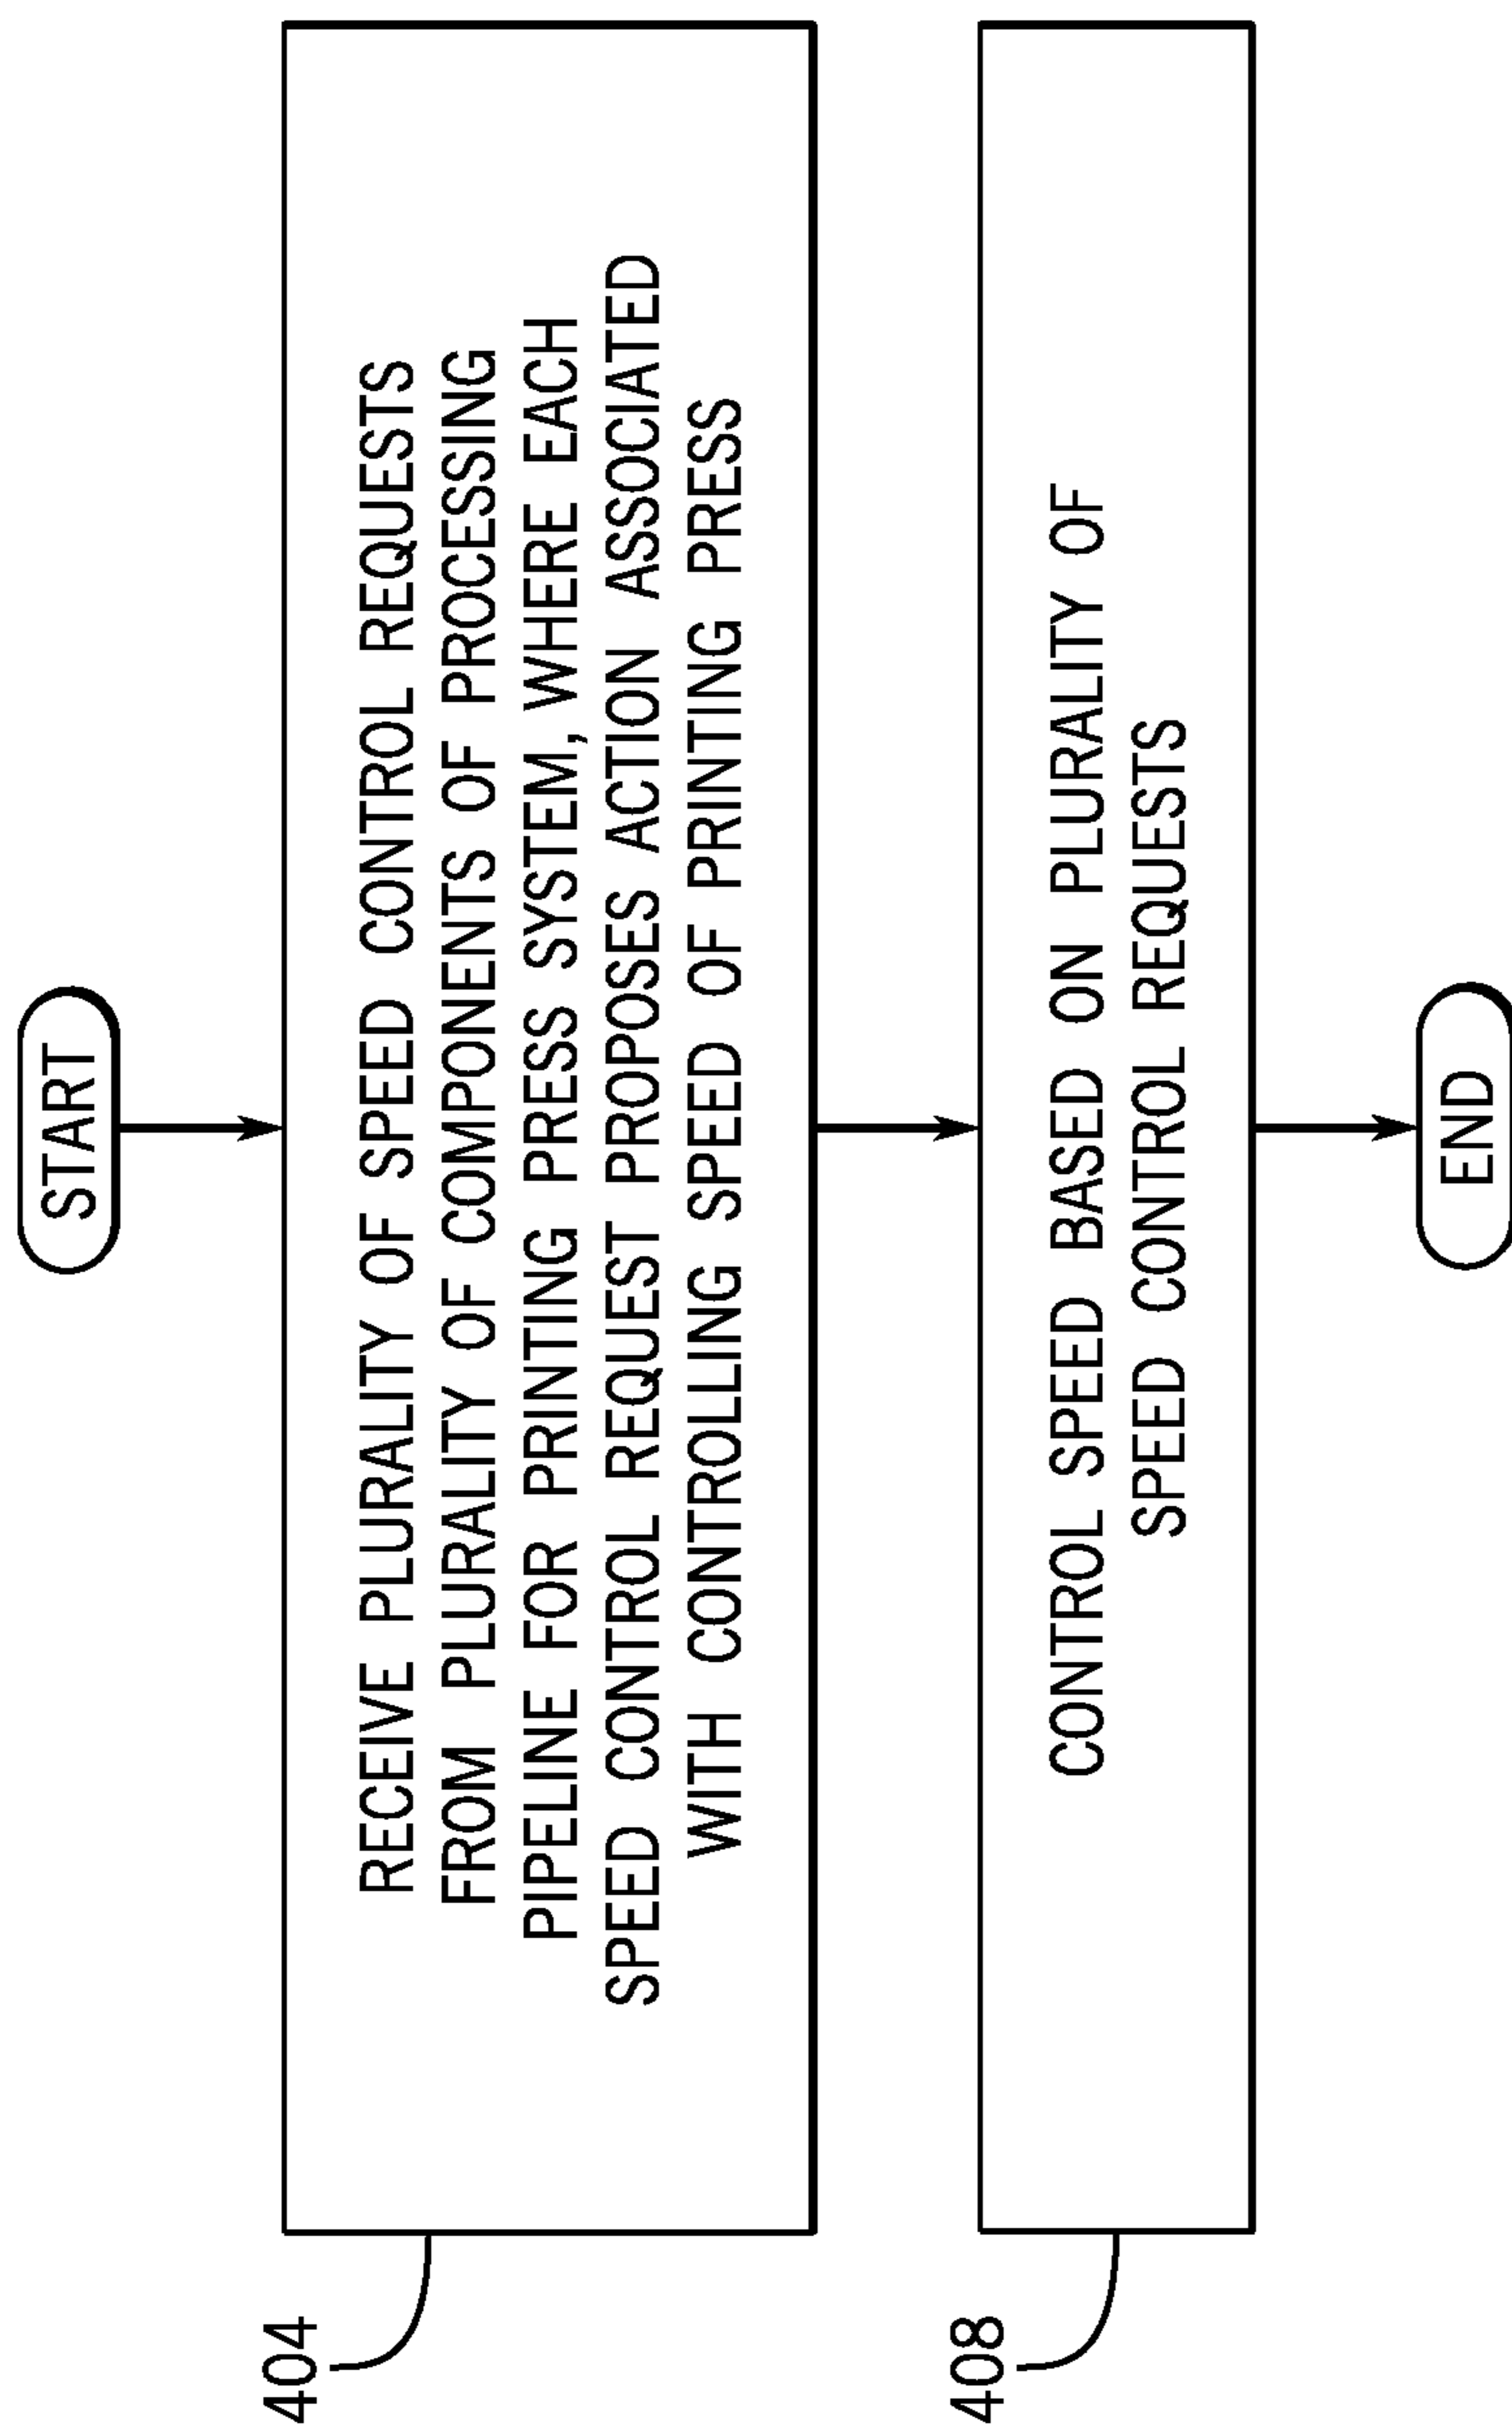 START
404
RECEIVE PLURALITY OF SPEED CONTROL REQUESTS
FROM PLURALITY OF COMPONENTS OF PROCESSING
PIPELINE FOR PRINTING PRESS SYSTEM, WHERE EACH
SPEED CONTROL REQUEST PROPOSES ACTION ASSOCIATED
WITH CONTROLLING SPEED OF PRINTING PRESS
408
CONTROL SPEED BASED ON PLURALITY OF
SPEED CONTROL REQUESTS
END